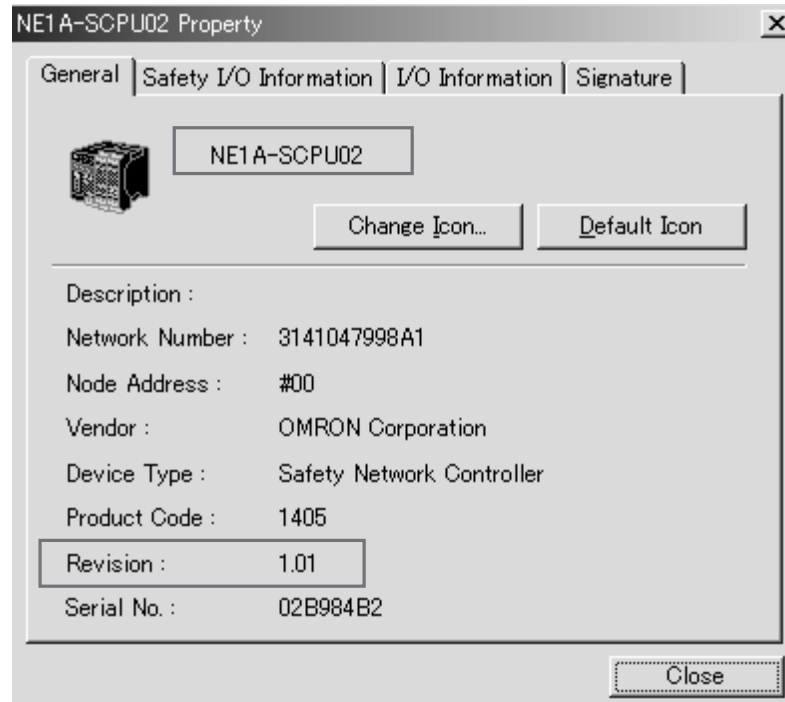 NE1A-SCPU02 Property
General Safety I/O Information I/O Information Signature
NE1A-SCPU02
Change Icon... Default Icon
Description :
Network Number : 3141047998A1
Node Address : #00
Vendor : OMRON Corporation
Device Type : Safety Network Controller
Product Code : 1405
Revision : 1.01
Serial No. : 02B984B2
Close